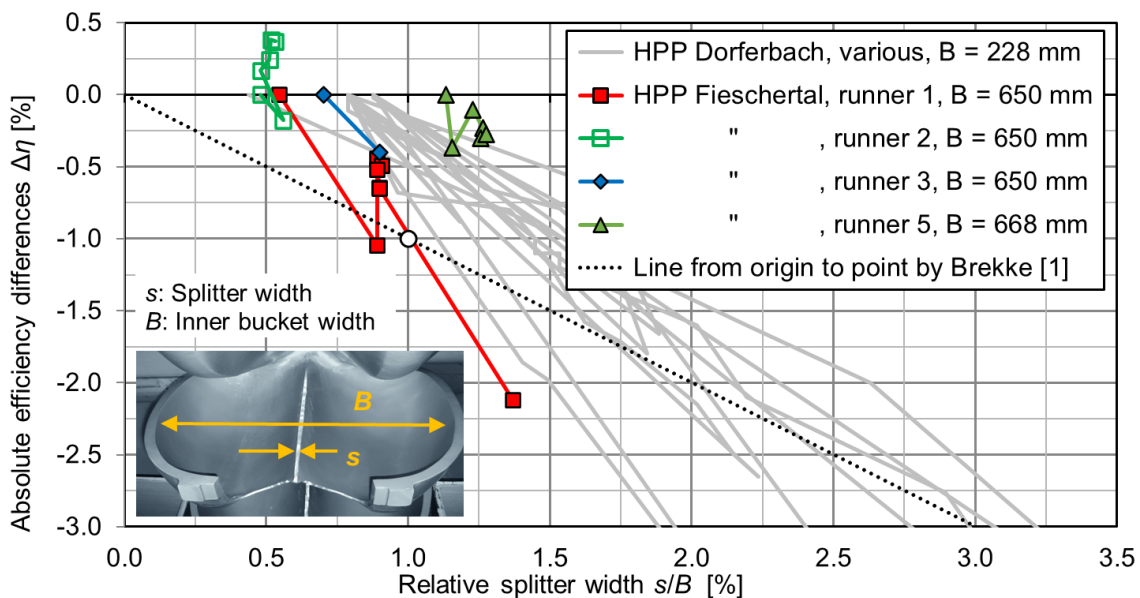 Absolute efficiency differences Δη [%]
0.5
0.0
-0.5
-1.0
-1.5
-2.0
-2.5
-3.0
HPP Dorferbach, various, B = 228 mm
HPP Fieschertal, runner 1, B = 650 mm
" , runner 2, B = 650 mm
" , runner 3, B = 650 mm
" , runner 5, B = 668 mm
Line from origin to point by Brekke [1]
s: Splitter width
B: Inner bucket width
B
s
0.0 0.5 1.0 1.5 2.0 2.5 3.0 3.5
Relative splitter width s/B [%]